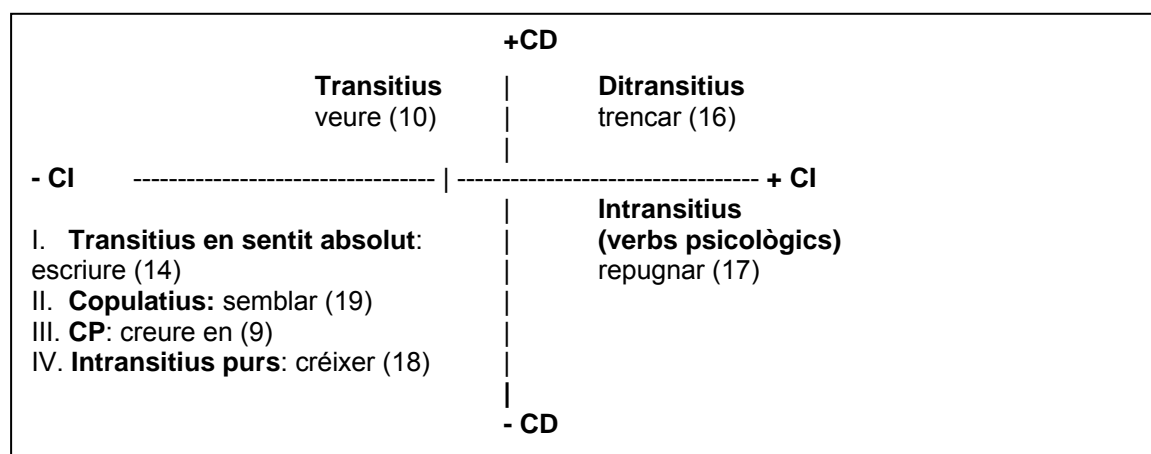 +CD
Transitius | Ditransitius
veure (10) | trencar (16)
|
- CI ---------------------------------- | ---------------------------------- + CI
| Intransitius
I. Transitius en sentit absolut: | (verbs psicològics)
escriure (14) | repugnar (17)
II. Copulatius: semblar (19) |
III. CP: creure en (9) |
IV. Intransitius purs: créixer (18) |
|
- CD